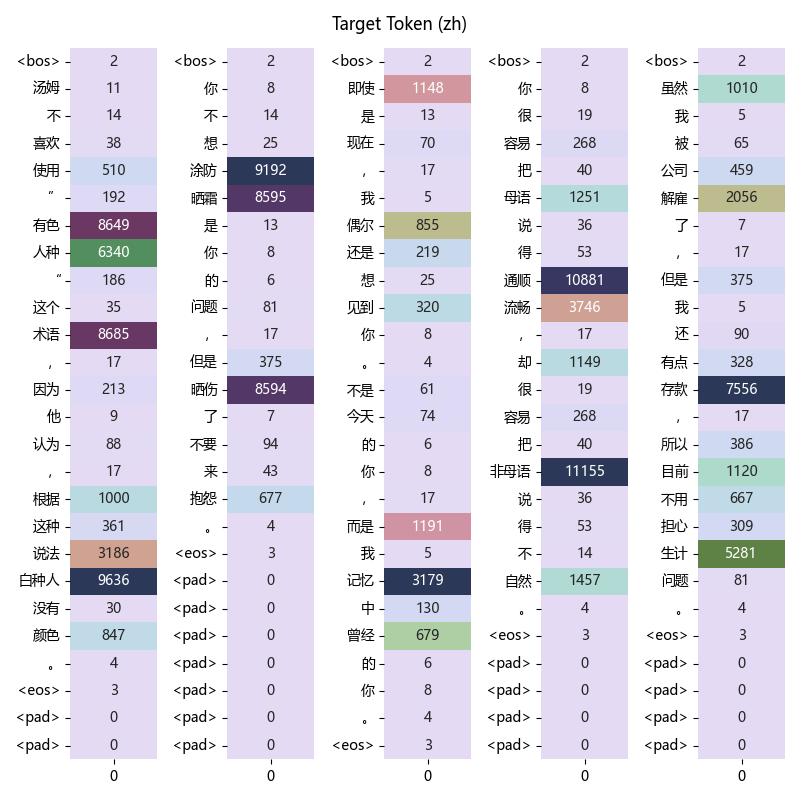 Target Token (zh)
<bos> 2
汤姆 11
不 14
喜欢 38
使用 510
” 192
有色 8649
人种 6340
“ 186
这个 35
术语 8685
, 17
因为 213
他 9
认为 88
, 17
根据 1000
这种 361
说法 3186
白种人 9636
没有 30
颜色 847
。 4
<eos> 3
<pad> 0
<pad> 0
0
<bos> 2
你 8
不 14
想 25
涂防 9192
晒霜 8595
是 13
你 8
的 6
问题 81
, 17
但是 375
晒伤 8594
了 7
不要 94
来 43
抱怨 677
。 4
<eos> 3
<pad> 0
<pad> 0
<pad> 0
<pad> 0
<pad> 0
<pad> 0
<pad> 0
0
<bos> 2
即使 1148
是 13
现在 70
, 17
我 5
偶尔 855
还是 219
想 25
见到 320
你 8
。 4
不是 61
今天 74
的 6
你 8
, 17
而是 1191
我 5
记忆 3179
中 130
曾经 679
的 6
你 8
。 4
<eos> 3
0
<bos> 2
你 8
很 19
容易 268
把 40
母语 1251
说 36
得 53
通顺 10881
流畅 3746
, 17
却 1149
很 19
容易 268
把 40
非母语 11155
说 36
得 53
不 14
自然 1457
。 4
<eos> 3
<pad> 0
<pad> 0
<pad> 0
<pad> 0
0
<bos> 2
虽然 1010
我 5
被 65
公司 459
解雇 2056
了 7
, 17
但是 375
我 5
还 90
有点 328
存款 7556
, 17
所以 386
目前 1120
不用 667
担心 309
生计 5281
问题 81
。 4
<eos> 3
<pad> 0
<pad> 0
<pad> 0
<pad> 0
0